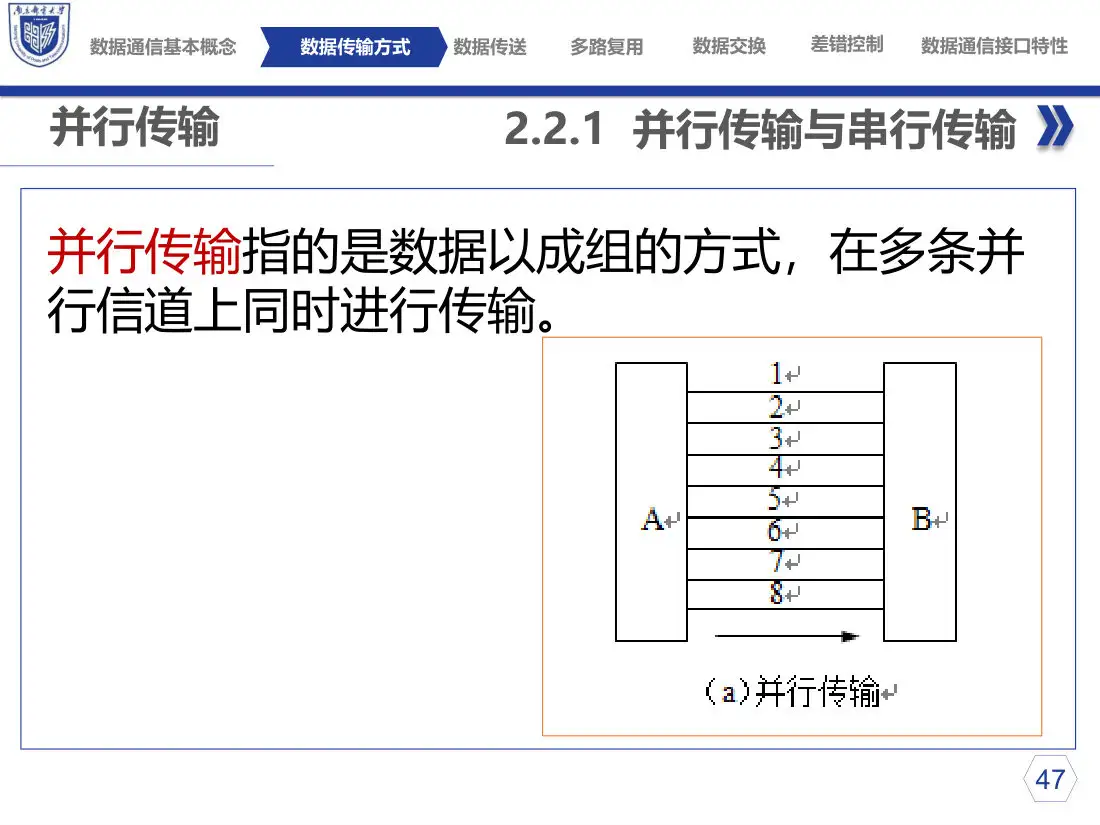 数据通信基本概念
数据传输方式
数据传送
多路复用
数据交换
差错控制
数据通信接口特性
并行传输
2.2.1 并行传输与串行传输
并行传输指的是数据以成组的方式，在多条并
行信道上同时进行传输。
1↵
2↵
3↵
4↵
5↵
6↵
7↵
8↵
A↵
B↵
(a)并行传输↵
47